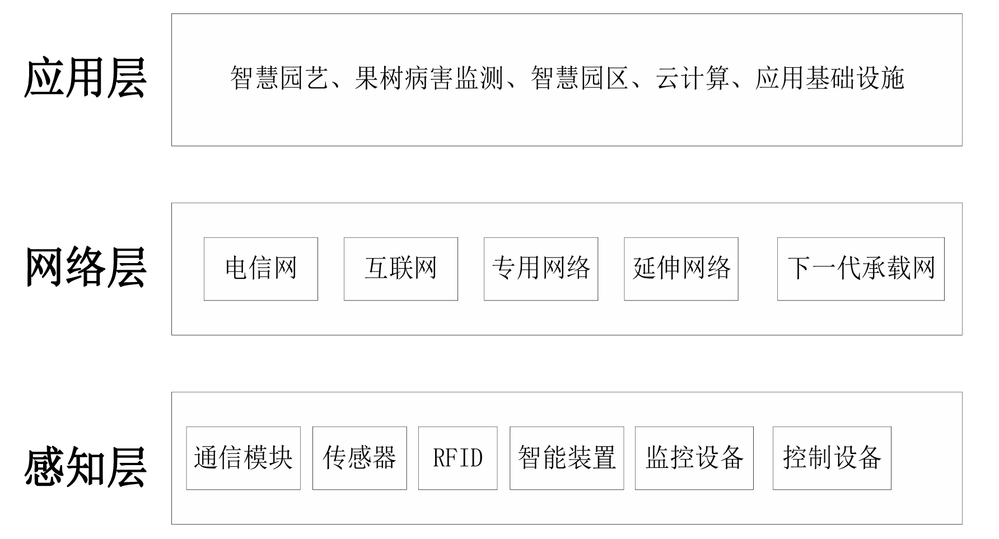 应用层
智慧园艺、果树病害监测、智慧园区、云计算、应用基础设施
网络层
电信网
互联网
专用网络
延伸网络
下一代承载网
感知层
通信模块
传感器
RFID
智能装置
监控设备
控制设备